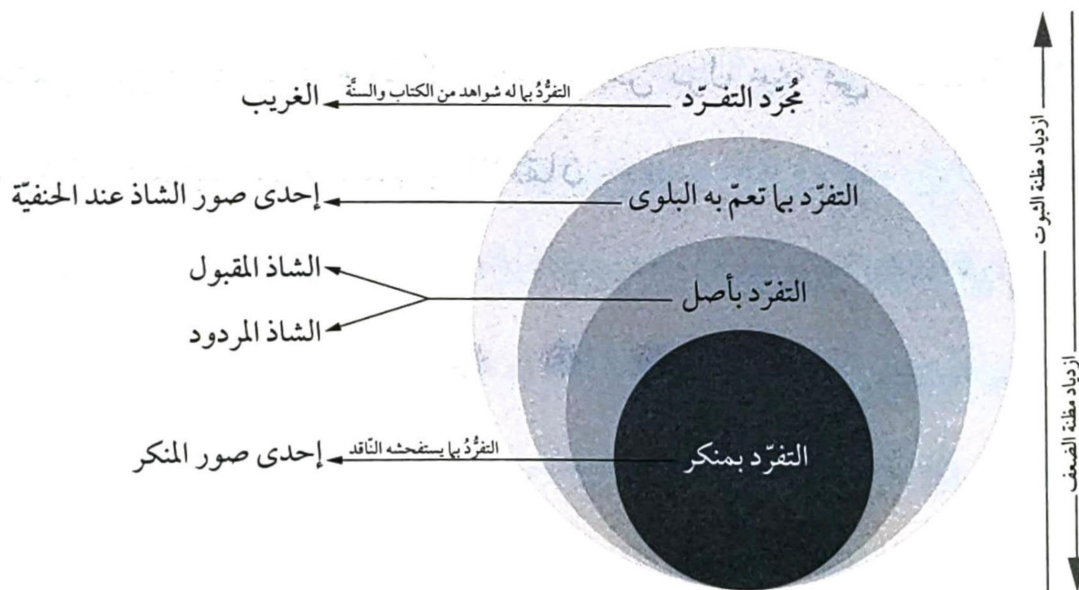 مُجرّد التفرّد
التفرُّدُ بما له شواهد من الكتاب والسنَّة
الغريب
التفرّد بما تعمّ به البلوى
إحدى صور الشاذ عند الحنفيّة
التفرّد بأصل
الشاذ المقبول
الشاذ المردود
التفرّد بمنكر
التفرُّدُ بما يستفحشه النّاقد
إحدى صور المنكر
ازدياد مظنة الثبوت
ازدياد مظنة الضعف